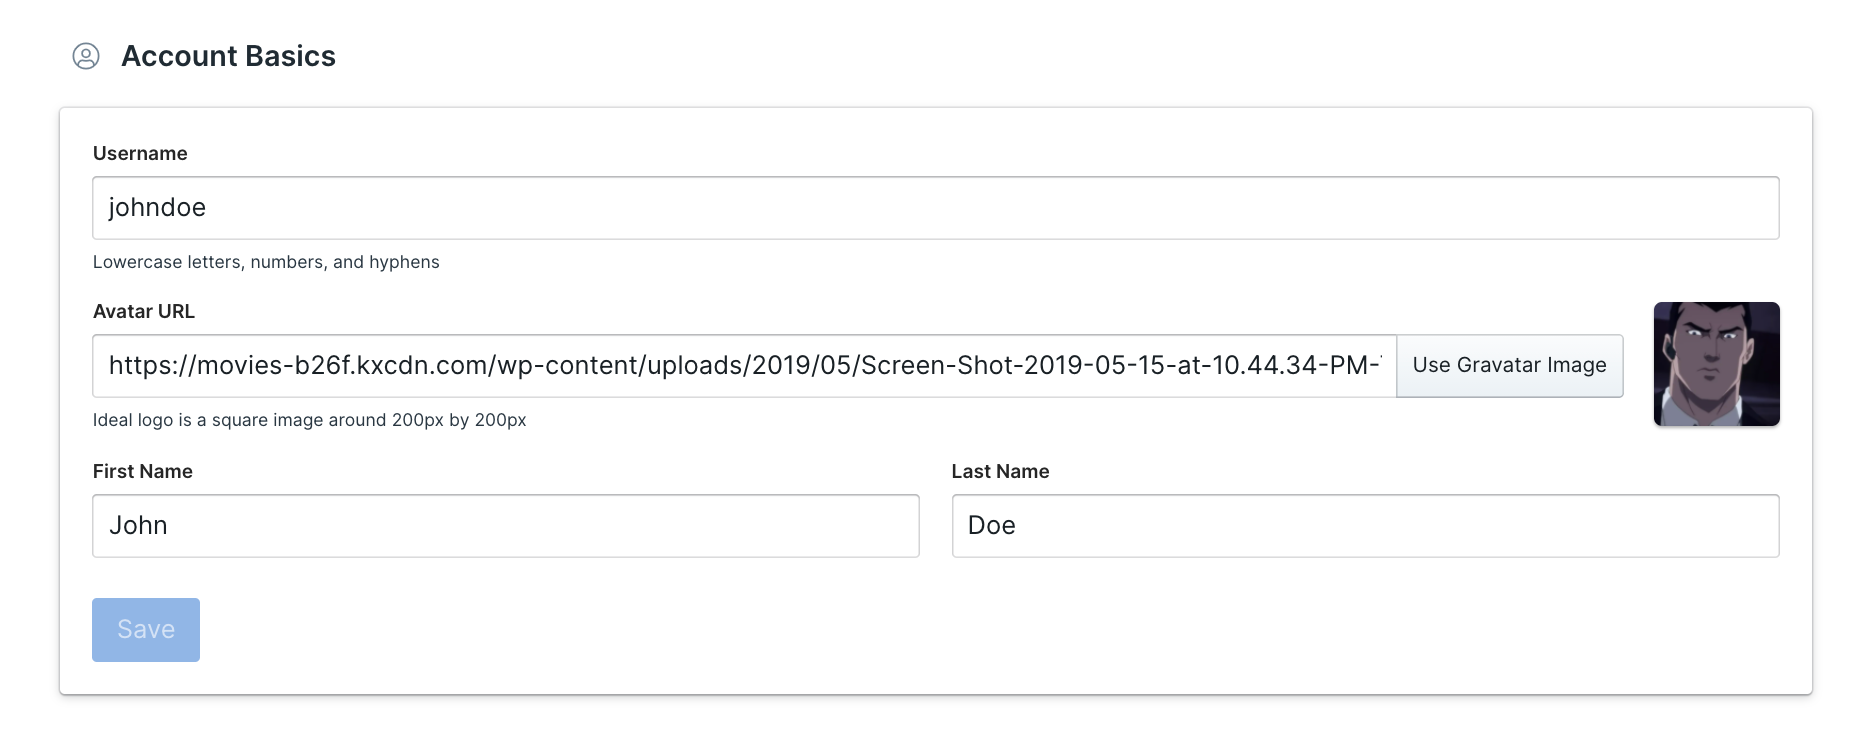 Account Basics
Username
johndoe
Lowercase letters, numbers, and hyphens
Avatar URL
https://movies-b26f.kxcdn.com/wp-content/uploads/2019/05/Screen-Shot-2019-05-15-at-10.44.34-PM-
Use Gravatar Image
Ideal logo is a square image around 200px by 200px
First Name
Last Name
John
Doe
Save